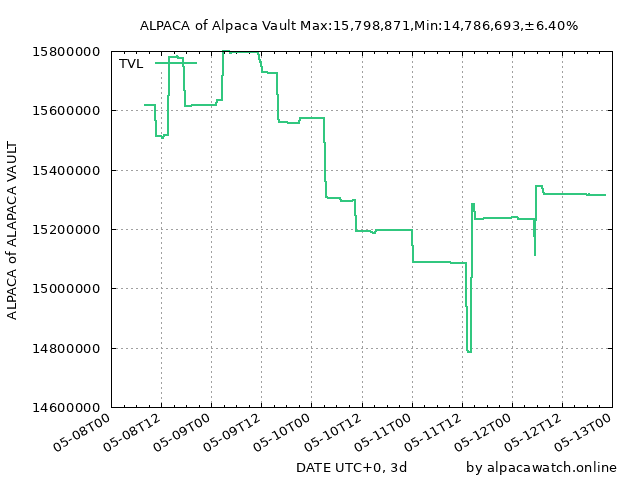 ALPACA of Alpaca Vault Max:15,798,871,Min:14,786,693,±6.40%
TVL
15800000
15600000
15400000
15200000
15000000
14800000
14600000
ALPACA of ALAPACA VAULT
05-08T00
05-08T12
05-09T00
05-09T12
05-10T00
05-10T12
05-11T00
05-11T12
05-12T00
05-12T12
05-13T00
DATE UTC+0, 3d
by alpacawatch.online